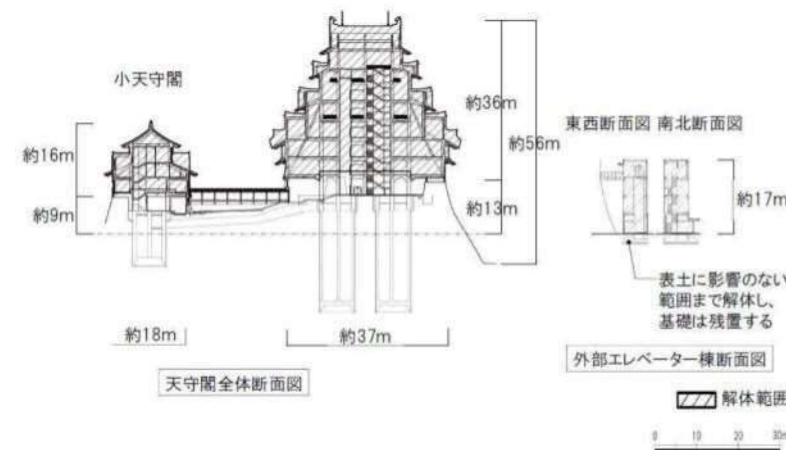 小天守閣
約16m
約9m
約36m
約56m
約13m
約18m
約37m
天守閣全体断面図
東西断面図 南北断面図
約17m
表土に影響のない
範囲まで解体し、
基礎は残置する
外部エレベーター棟断面図
解体範囲
0 10 20 30m